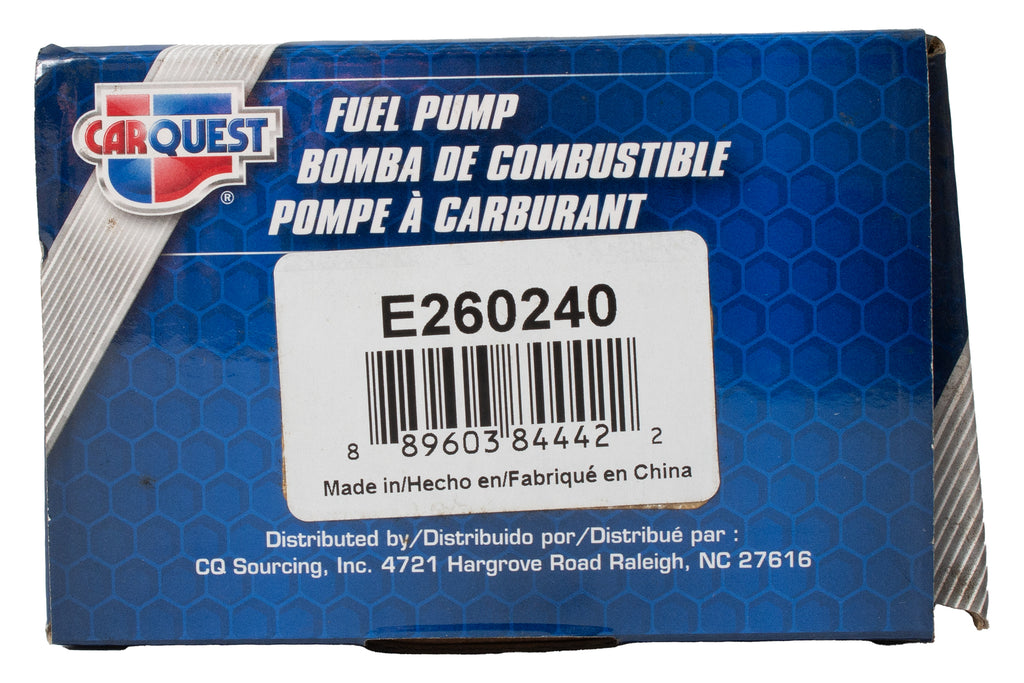 CARQUEST
®
FUEL PUMP
BOMBA DE COMBUSTIBLE
POMPE À CARBURANT
E260240
8 89603 84442 2
Made in/Hecho en/Fabriqué en China
Distributed by/Distribuido por/Distribué par :
CQ Sourcing, Inc. 4721 Hargrove Road Raleigh, NC 27616